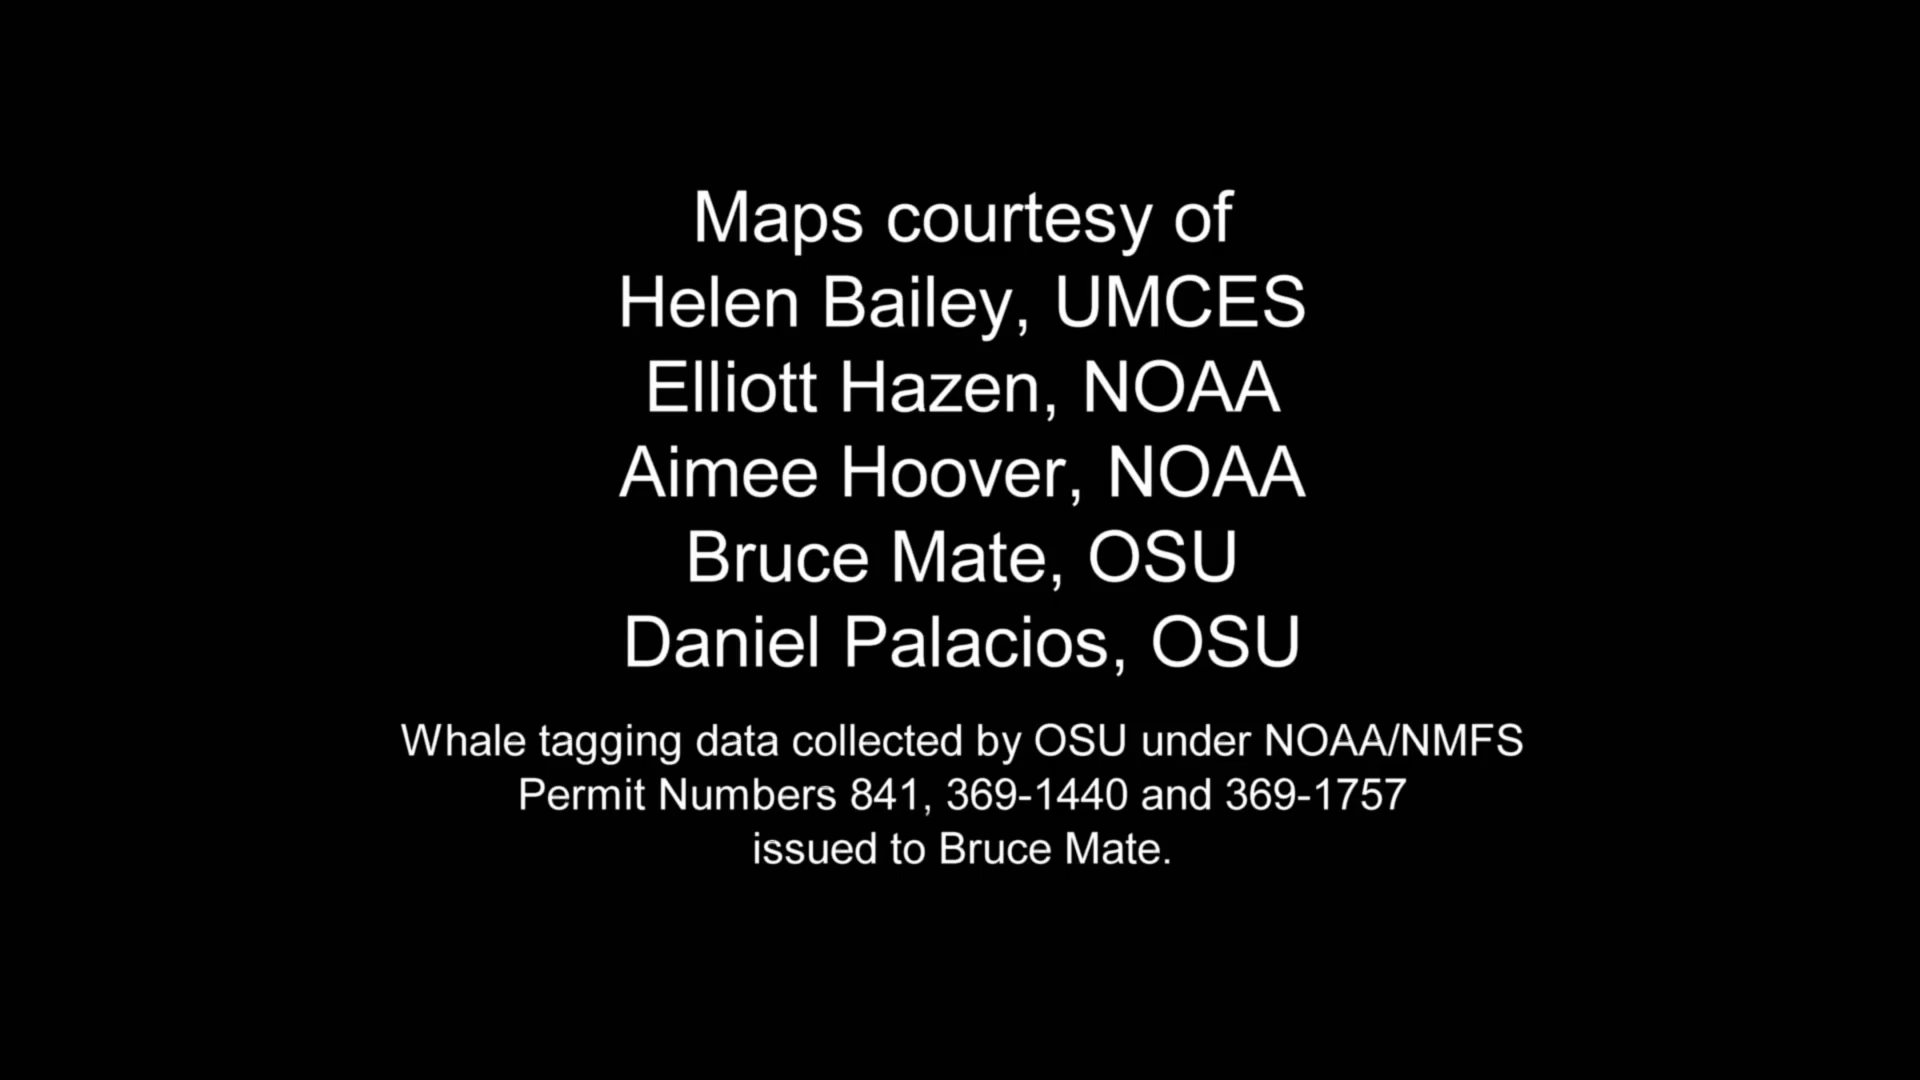 Maps courtesy of
Helen Bailey, UMCES
Elliott Hazen, NOAA
Aimee Hoover, NOAA
Bruce Mate, OSU
Daniel Palacios, OSU
Whale tagging data collected by OSU under NOAA/NMFS
Permit Numbers 841, 369-1440 and 369-1757
issued to Bruce Mate.